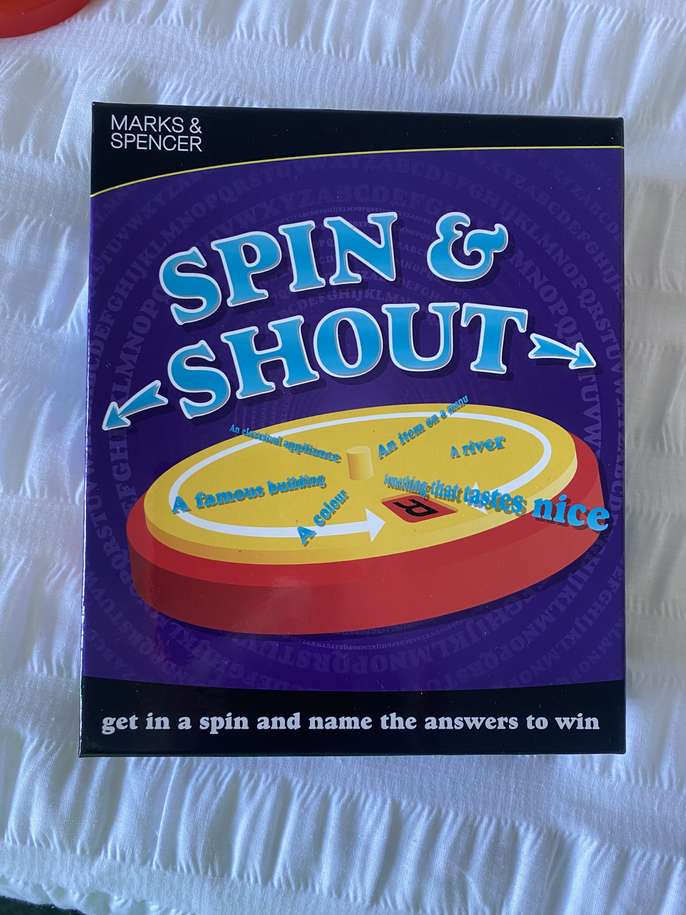 MARKS &
SPENCER
SPIN &
SHOUT
An electrical appliance
An item on a menu
A river
A famous building
Something that tastes nice
A colour
R
get in a spin and name the answers to win